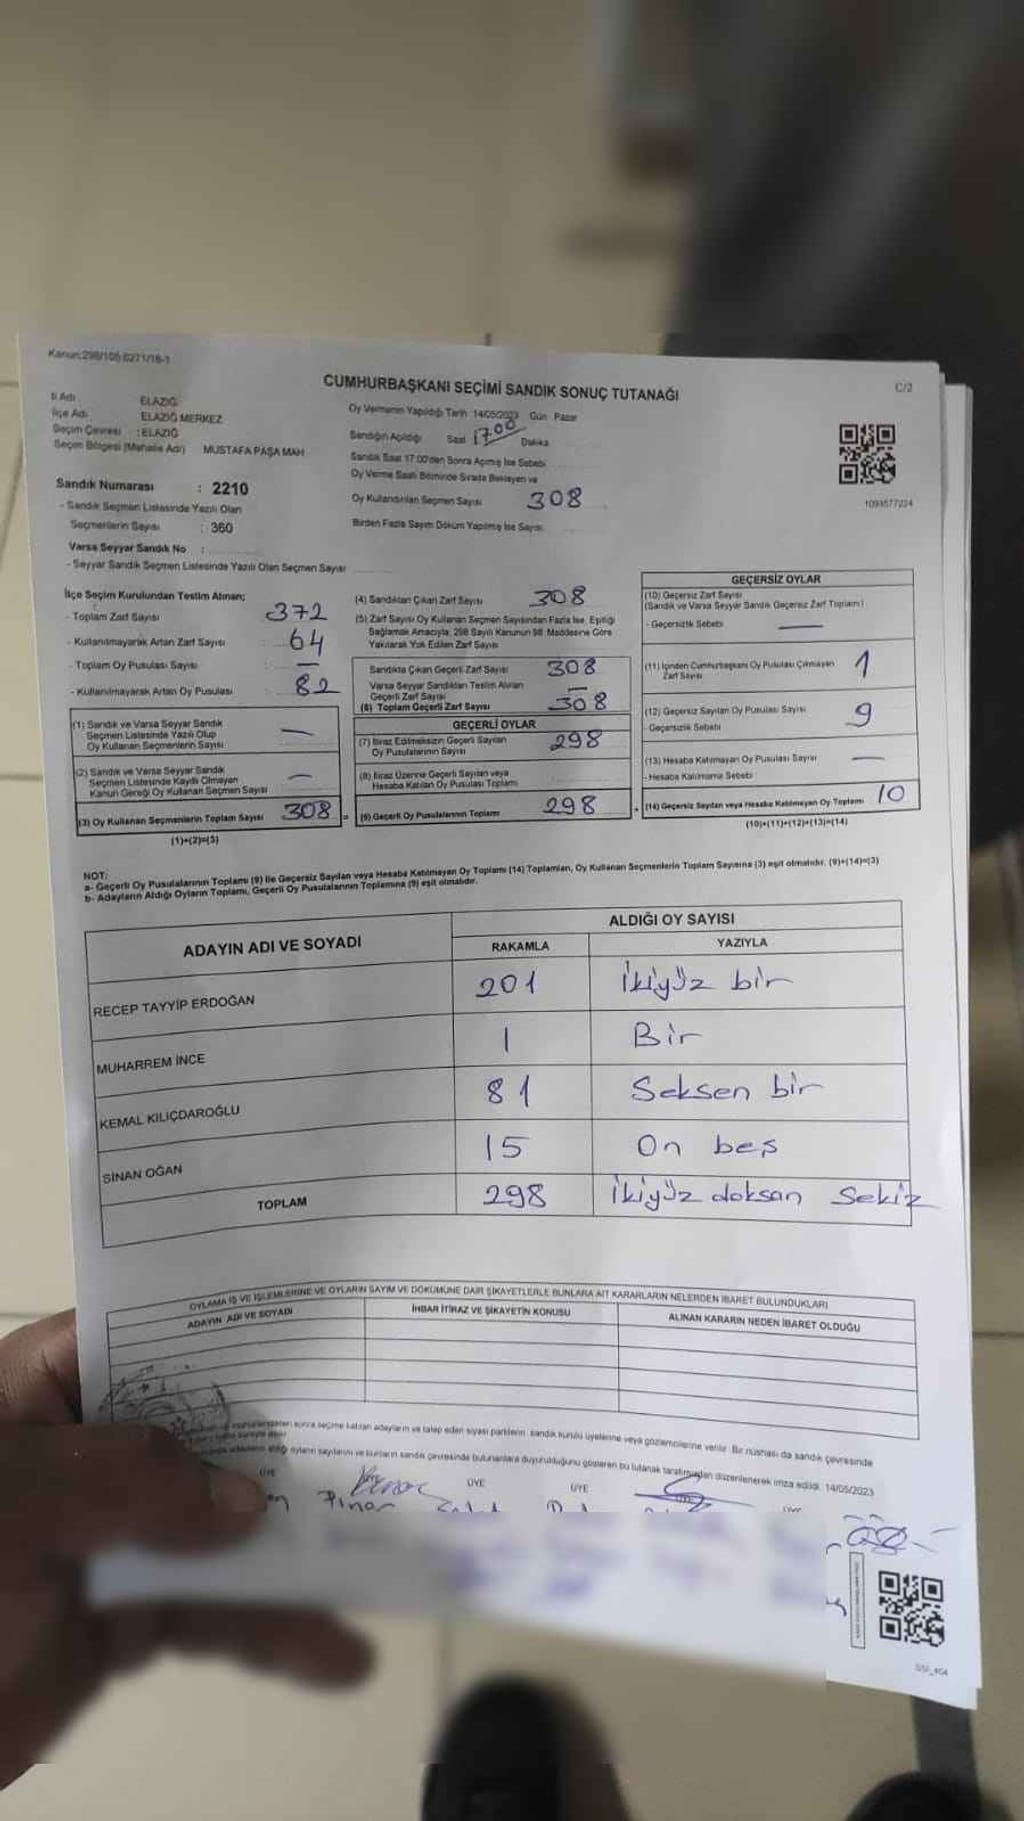 Kanun:298/105 6271/18-1
CUMHURBAŞKANI SEÇİMİ SANDIK SONUÇ TUTANAĞI
C/2
İl Adı ELAZIĞ
İlçe Adı ELAZIĞ MERKEZ
Seçim Çevresi : ELAZIĞ
Seçim Bölgesi (Mahalle Adı) MUSTAFA PAŞA MAH
Oy Vermenin Yapıldığı Tarih 14/05/2023 Gün Pazar
Sandığın Açıldığı Saat 1700 Dakika
Sandık Saat 17:00'den Sonra Açılmış İse Sebebi
Oy Verme Saati Bitiminde Sırada Bekleyen ve
Oy Kullandırılan Seçmen Sayısı 308
Birden Fazla Sayım Döküm Yapılmış İse Sayısı
1093577224
Sandık Numarası : 2210
- Sandık Seçmen Listesinde Yazılı Olan
Seçmenlerin Sayısı : 360
Varsa Seyyar Sandık No :
- Seyyar Sandık Seçmen Listesinde Yazılı Olan Seçmen Sayısı
İlçe Seçim Kurulundan Teslim Alınan;
- Toplam Zarf Sayısı 372
- Kullanılmayarak Artan Zarf Sayısı : 64
- Toplam Oy Pusulası Sayısı : —
- Kullanılmayarak Artan Oy Pusulası : 82
(1) Sandık ve Varsa Seyyar Sandık
Seçmen Listesinde Yazılı Olup
Oy Kullanan Seçmenlerin Sayısı —
(2) Sandık ve Varsa Seyyar Sandık
Seçmen Listesinde Kayıtlı Olmayan
Kanun Gereği Oy Kullanan Seçmen Sayısı —
(3) Oy Kullanan Seçmenlerin Toplam Sayısı 308 =
(1)+(2)=(3)
(4) Sandıktan Çıkan Zarf Sayısı 308
(5) Zarf Sayısı Oy Kullanan Seçmen Sayısından Fazla İse, Eşitliği
Sağlamak Amacıyla, 298 Sayılı Kanunun 98. Maddesine Göre
Yakılarak Yok Edilen Zarf Sayısı
Sandıkta Çıkan Geçerli Zarf Sayısı 308
Varsa Seyyar Sandıktan Teslim Alınan
Geçerli Zarf Sayısı —
(6) Toplam Geçerli Zarf Sayısı 308
GEÇERLİ OYLAR
(7) İtiraz Edilmeksizin Geçerli Sayılan
Oy Pusulalarının Sayısı 298
(8) İtiraz Üzerine Geçerli Sayılan veya
Hesaba Katılan Oy Pusulası Toplamı
(9) Geçerli Oy Pusulalarının Toplamı 298 +
GEÇERSİZ OYLAR
(10) Geçersiz Zarf Sayısı
(Sandık ve Varsa Seyyar Sandık Geçersiz Zarf Toplamı)
- Geçersizlik Sebebi —
(11) İçinden Cumhurbaşkanı Oy Pusulası Çıkmayan
Zarf Sayısı 1
(12) Geçersiz Sayılan Oy Pusulası Sayısı 9
- Geçersizlik Sebebi
(13) Hesaba Katılmayan Oy Pusulası Sayısı —
- Hesaba Katılmama Sebebi
(14) Geçersiz Sayılan veya Hesaba Katılmayan Oy Toplamı 10
(10)+(11)+(12)+(13)=(14)
NOT:
a- Geçerli Oy Pusulalarının Toplamı (9) ile Geçersiz Sayılan veya Hesaba Katılmayan Oy Toplamı (14) Toplamları, Oy Kullanan Seçmenlerin Toplam Sayısına (3) eşit olmalıdır. (9)+(14)=(3)
b- Adayların Aldığı Oyların Toplamı, Geçerli Oy Pusulalarının Toplamına (9) eşit olmalıdır.
ADAYIN ADI VE SOYADI
ALDIĞI OY SAYISI
RAKAMLA YAZIYLA
RECEP TAYYİP ERDOĞAN 201 İkiyüz bir
MUHARREM İNCE 1 Bir
KEMAL KILIÇDAROĞLU 81 Seksen bir
SİNAN OĞAN 15 On beş
TOPLAM 298 İkiyüz doksan sekiz
OYLAMA İŞ VE İŞLEMLERİNE VE OYLARIN SAYIM VE DÖKÜMÜNE DAİR ŞİKAYETLERLE BUNLARA AİT KARARLARIN NELERDEN İBARET BULUNDUKLARI
ADAYIN ADI VE SOYADI İHBAR İTİRAZ VE ŞİKAYETİN KONUSU ALINAN KARARIN NEDEN İBARET OLDUĞU
sonra seçime katılan adayların ve talep eden siyasi partilerin sandık kurulu üyelerine veya gözlemcilerine verilir. Bir nüshası da sandık çevresinde
aldığı oyların sayılarını ve bunların sandık çevresinde bulunanlara duyurulduğunu gösteren bu tutanak tarafımızdan düzenlenerek imza edildi. 14/05/2023
ÜYE ÜYE ÜYE
Pınar